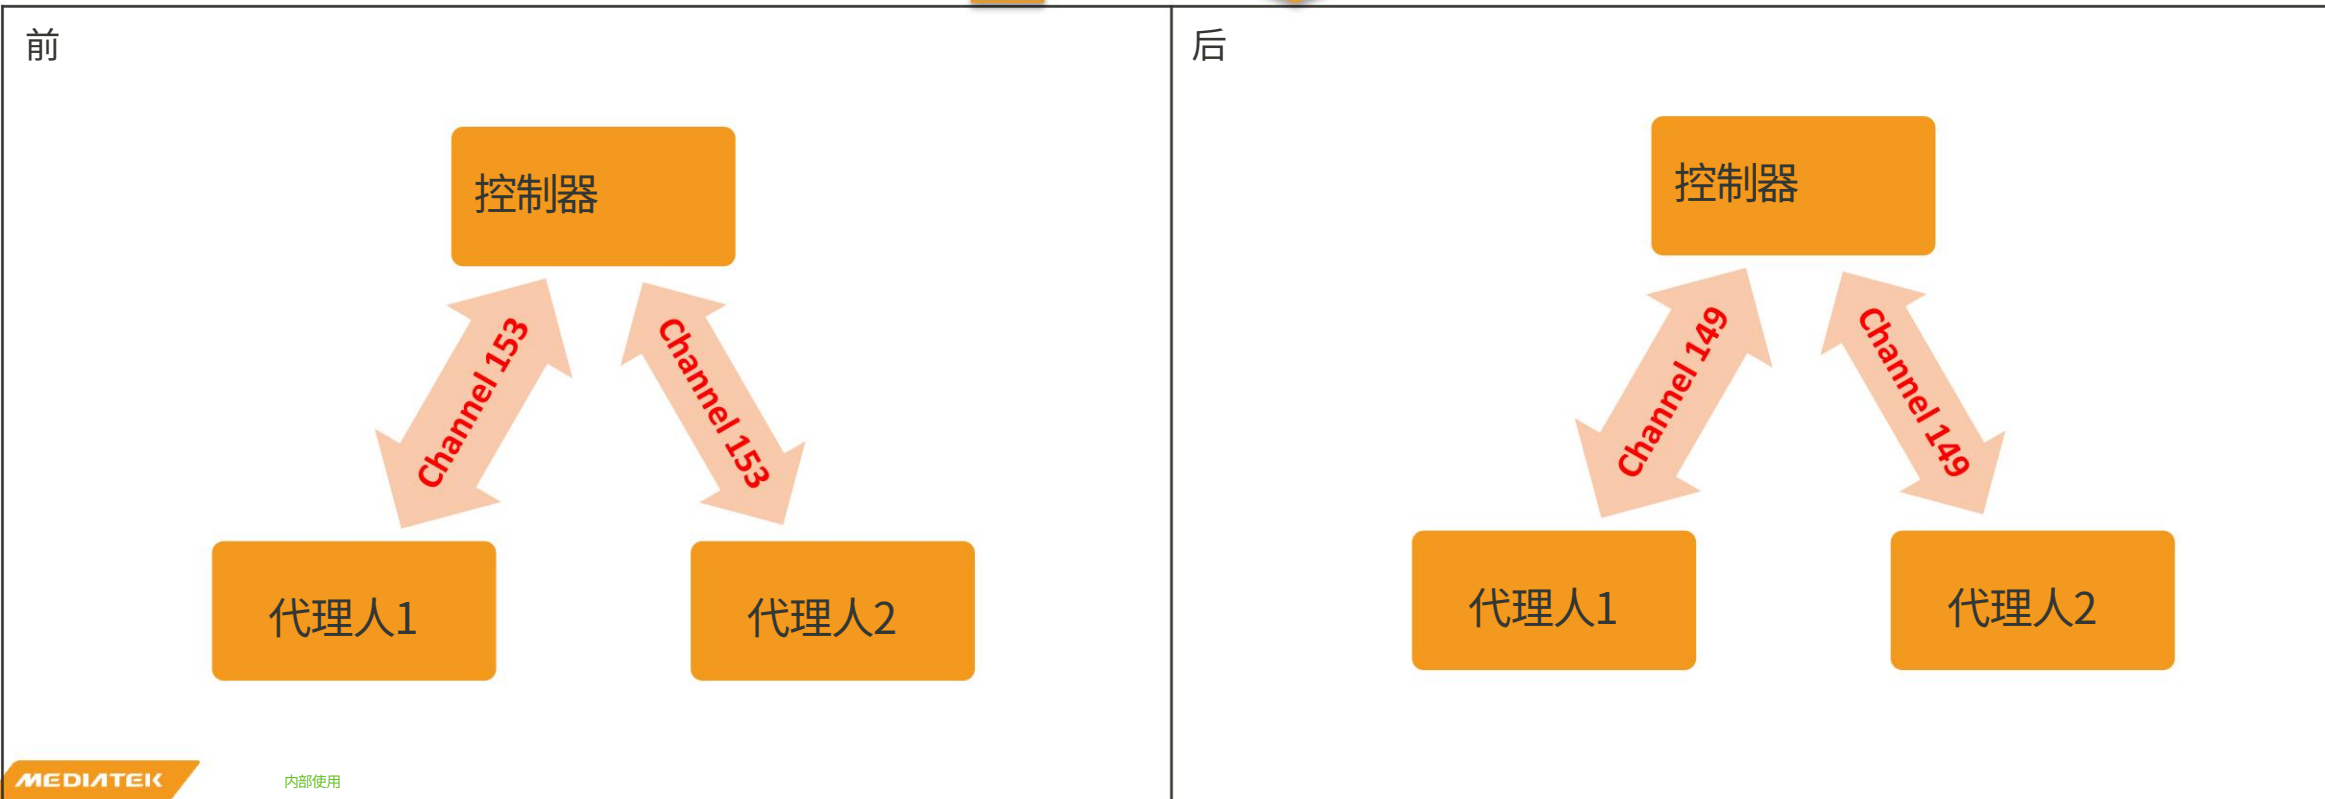 前
后
控制器
控制器
Channel 153
Channel 153
Channel 149
Channel 149
代理人1
代理人2
代理人1
代理人2
MEDIATEK
内部使用